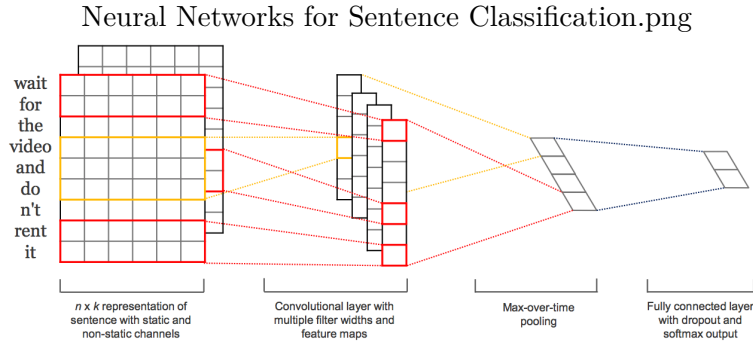 Neural Networks for Sentence Classification.png
wait
for
the
video
and
do
n't
rent
it
n x k representation of
sentence with static and
non-static channels
Convolutional layer with
multiple filter widths and
feature maps
Max-over-time
pooling
Fully connected layer
with dropout and
softmax output